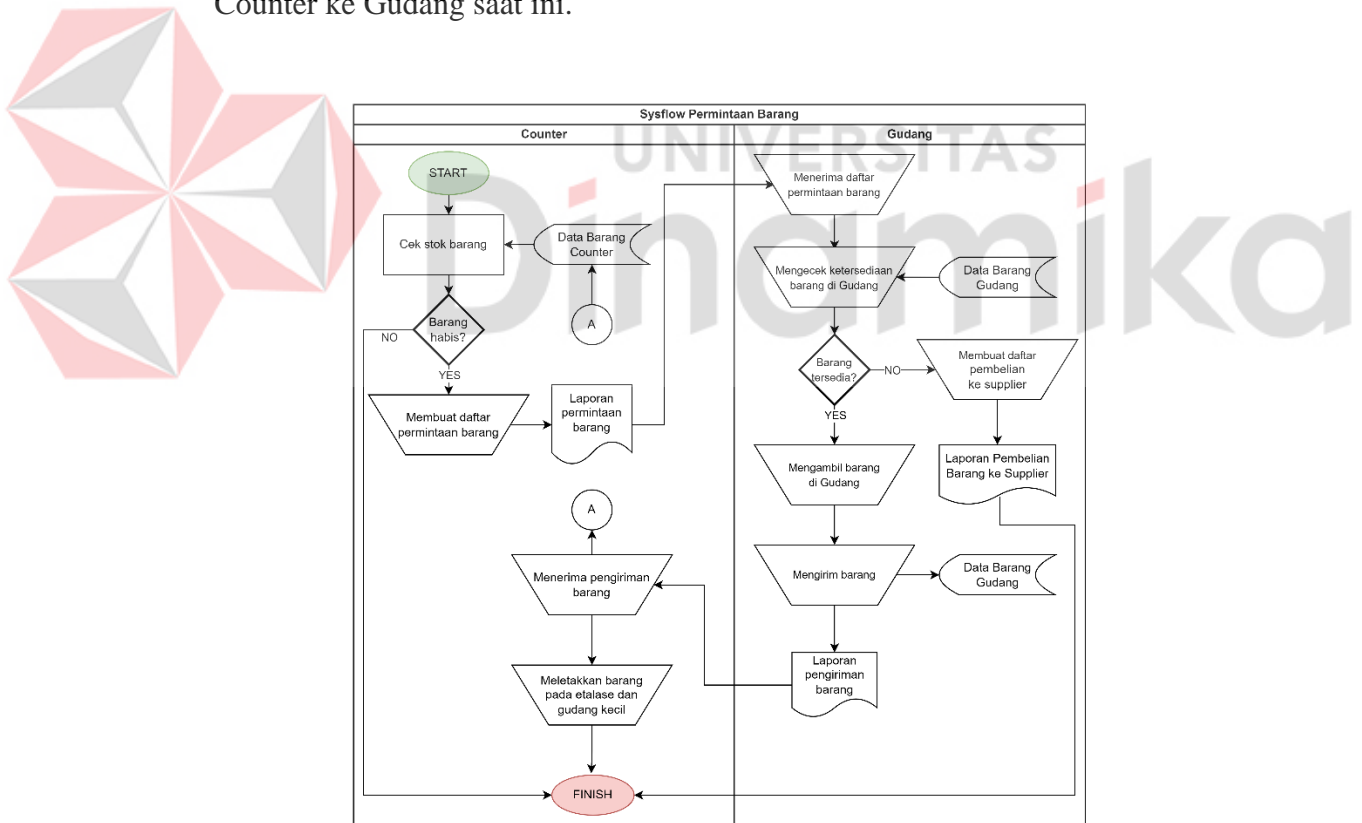 Counter ke Gudang saat ini.
UNIVERSITAS
Dinamika
Sysflow Permintaan Barang
Counter
Gudang
START
Cek stok barang
Data Barang
Counter
A
Barang
habis?
NO
YES
Membuat daftar
permintaan barang
Laporan
permintaan
barang
Menerima daftar
permintaan barang
Mengecek ketersediaan
barang di Gudang
Data Barang
Gudang
Barang
tersedia?
NO
Membuat daftar
pembelian
ke supplier
YES
Laporan Pembelian
Barang ke Supplier
Mengambil barang
di Gudang
Mengirim barang
Data Barang
Gudang
Laporan
pengiriman
barang
A
Menerima pengiriman
barang
Meletakkan barang
pada etalase dan
gudang kecil
FINISH